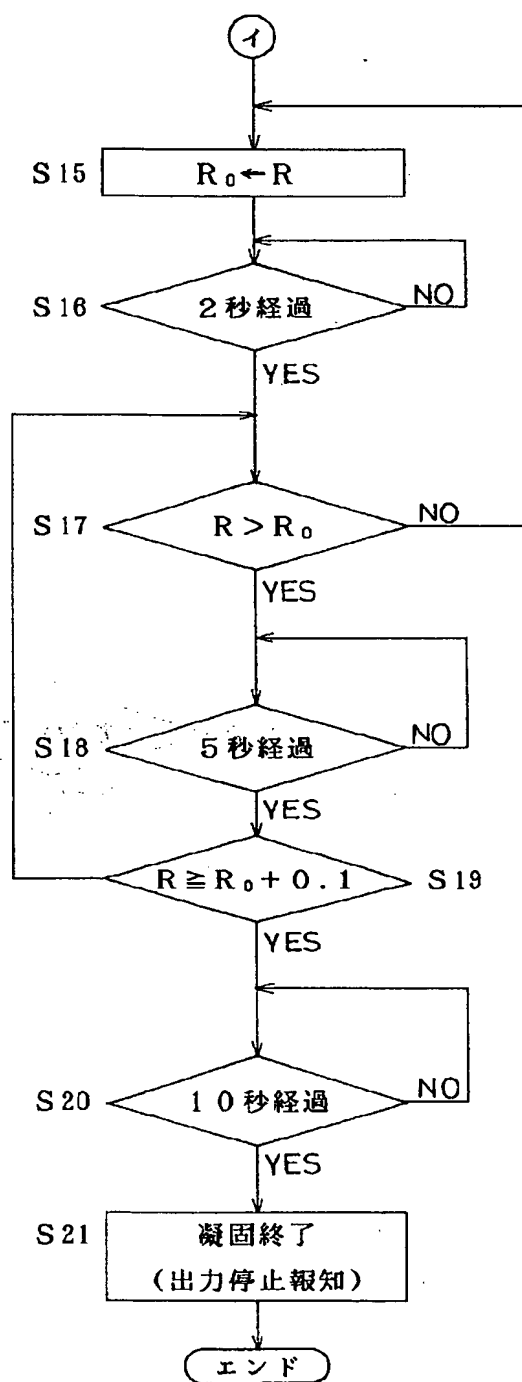 イ
S15
R₀←R
S16
2秒経過
NO
YES
S17
R>R₀
NO
YES
S18
5秒経過
NO
YES
R≧R₀+0.1
S19
YES
S20
10秒経過
NO
YES
S21
凝固終了
(出力停止報知)
エンド